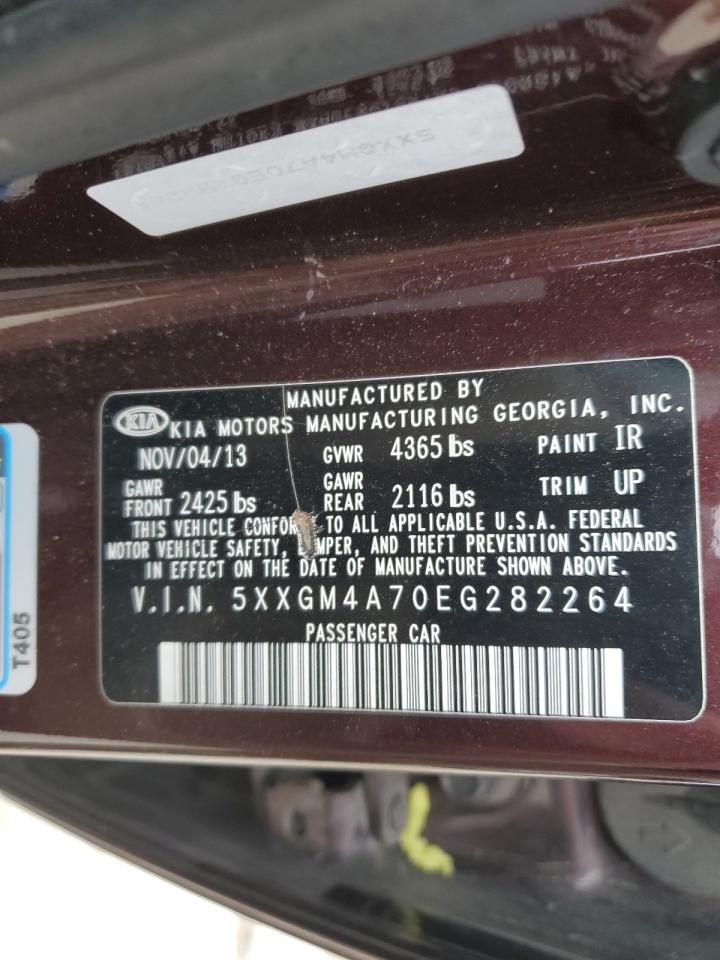 MANUFACTURED BY
KIA KIA MOTORS MANUFACTURING GEORGIA, INC.
NOV/04/13 GVWR 4365 lbs PAINT IR
GAWR FRONT 2425 lbs GAWR REAR 2116 lbs TRIM UP
THIS VEHICLE TO ALL APPLICABLE U.S.A. FEDERAL
MOTOR VEHICLE SAFETY, AND THEFT PREVENTION STANDARDS
IN EFFECT ON THE DATE OF MANUFACTURE SHOWN ABOVE.
V.I.N. 5XXGM4A70EG282264
PASSENGER CAR
T405